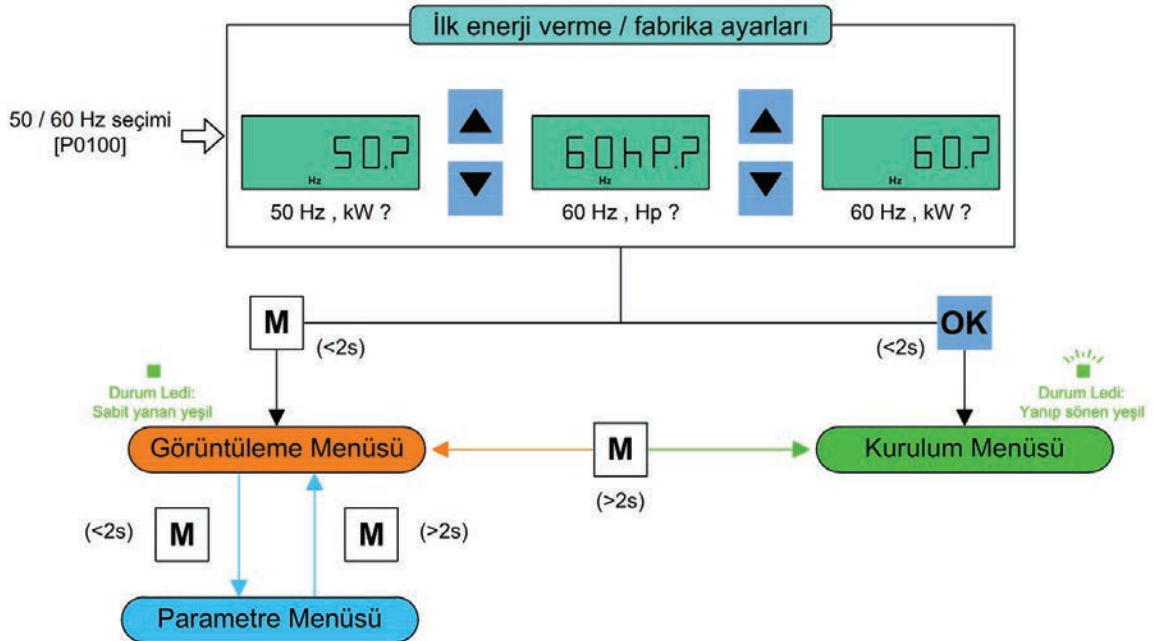 İlk enerji verme / fabrika ayarları
50 / 60 Hz seçimi
[P0100]
50.?
Hz
60hP.?
Hz
60.?
Hz
50 Hz , kW ?
60 Hz , Hp ?
60 Hz , kW ?
M
(<2s)
(<2s)
OK
Durum Ledi:
Sabit yanan yeşil
Durum Ledi:
Yanıp sönen yeşil
Görüntüleme Menüsü
M
(>2s)
Kurulum Menüsü
(<2s)
M
M
(>2s)
Parametre Menüsü